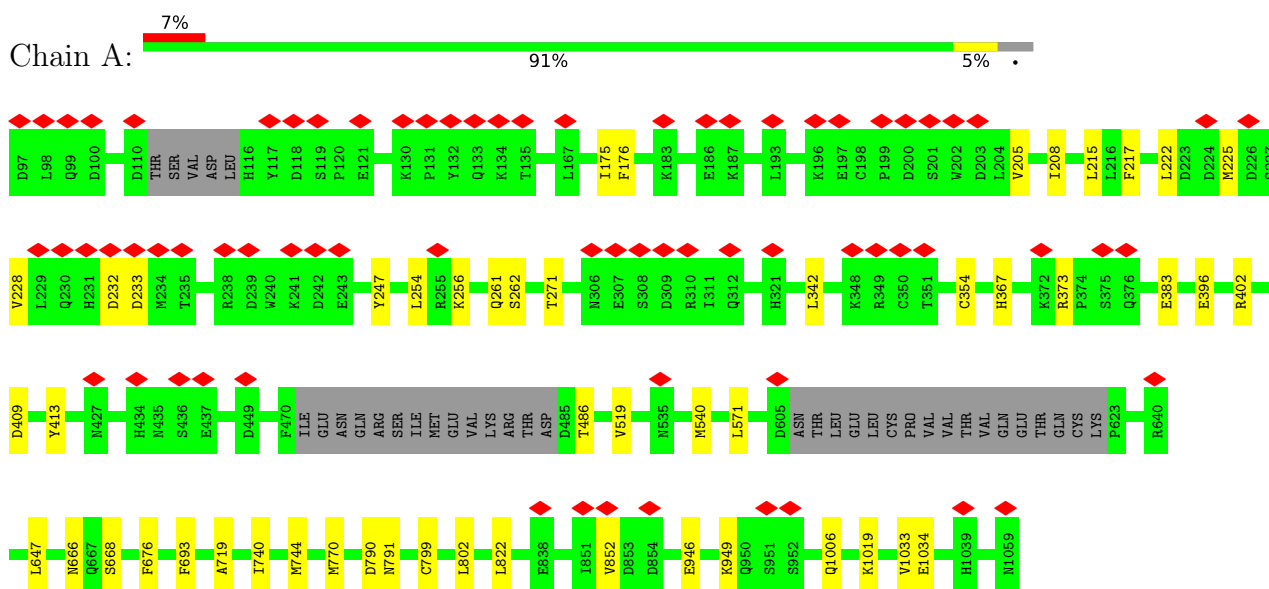 7%
Chain A:
91% 5% •
D97 L98 Q99 D100 D110 THR SER VAL ASP LEU H116 Y117 D118 S119 P120 E121 K130 P131 Y132 Q133 K134 T135 L167 I175 F176 K183 E186 K187 L193 K196 E197 C198 P199 D200 S201 W202 D203 L204 V205 I208 L215 L216 F217 L222 D223 D224 M225 D226
V228 L229 Q230 H231 D232 D233 M234 T235 R238 D239 W240 K241 D242 E243 Y247 L254 R255 K256 Q261 S262 T271 N306 E307 S308 D309 R310 I311 Q312 H321 L342 K348 R349 C350 T351 C354 H367 K372 R373 P374 S375 Q376 E383 E396 R402
D409 Y413 N427 H434 N435 S436 E437 D449 F470 ILE GLU ASN GLN ARG SER ILE MET GLU VAL LYS ARG THR ASP D485 T486 V519 N535 M540 L571 D605 ASN THR LEU GLU LEU CYS PRO VAL VAL THR VAL GLN GLU THR GLN CYS LYS P623 R640
L647 N666 Q667 S668 F676 F693 A719 I740 M744 M770 D790 N791 C799 L802 L822 E838 I851 V852 D853 D854 E946 K949 Q950 S951 S952 Q1006 K1019 V1033 E1034 H1039 N1059